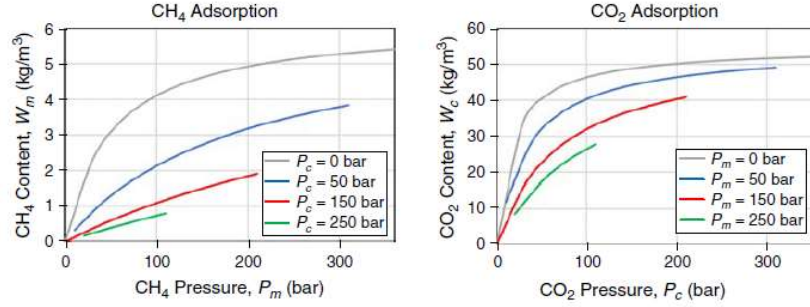 CH4 Adsorption
CH4 Content, Wm (kg/m³)
6
5
4
3
2
1
0
Pc = 0 bar
Pc = 50 bar
Pc = 150 bar
Pc = 250 bar
0 100 200 300
CH4 Pressure, Pm (bar)
CO2 Adsorption
CO2 Content, Wc (kg/m³)
60
50
40
30
20
10
0
Pm = 0 bar
Pm = 50 bar
Pm = 150 bar
Pm = 250 bar
0 100 200 300
CO2 Pressure, Pc (bar)